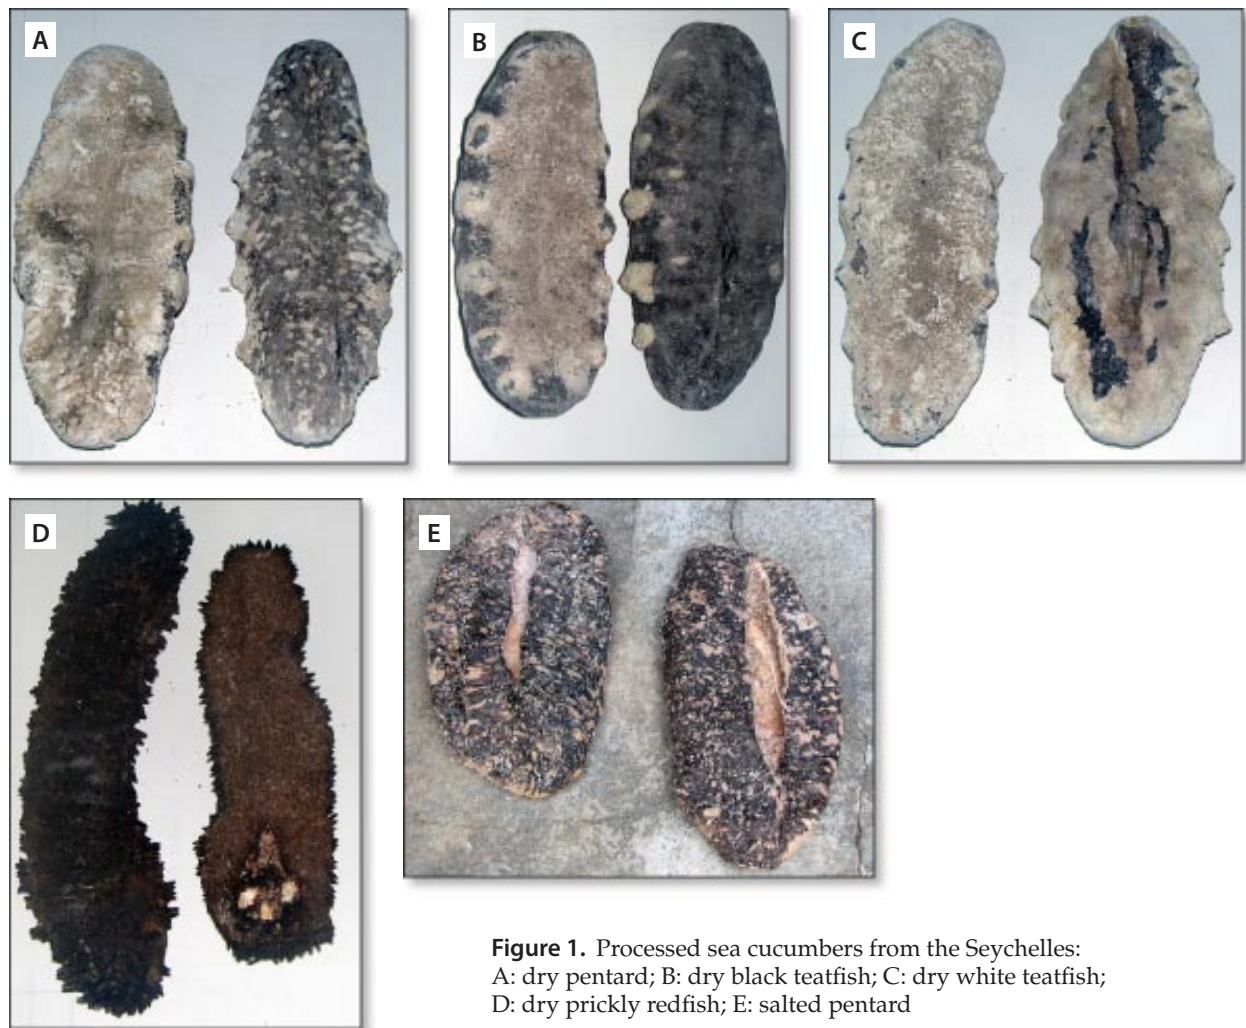 A
B
C
D
E
Figure 1. Processed sea cucumbers from the Seychelles:
A: dry pentard; B: dry black teatfish; C: dry white teatfish;
D: dry prickly redfish; E: salted pentard